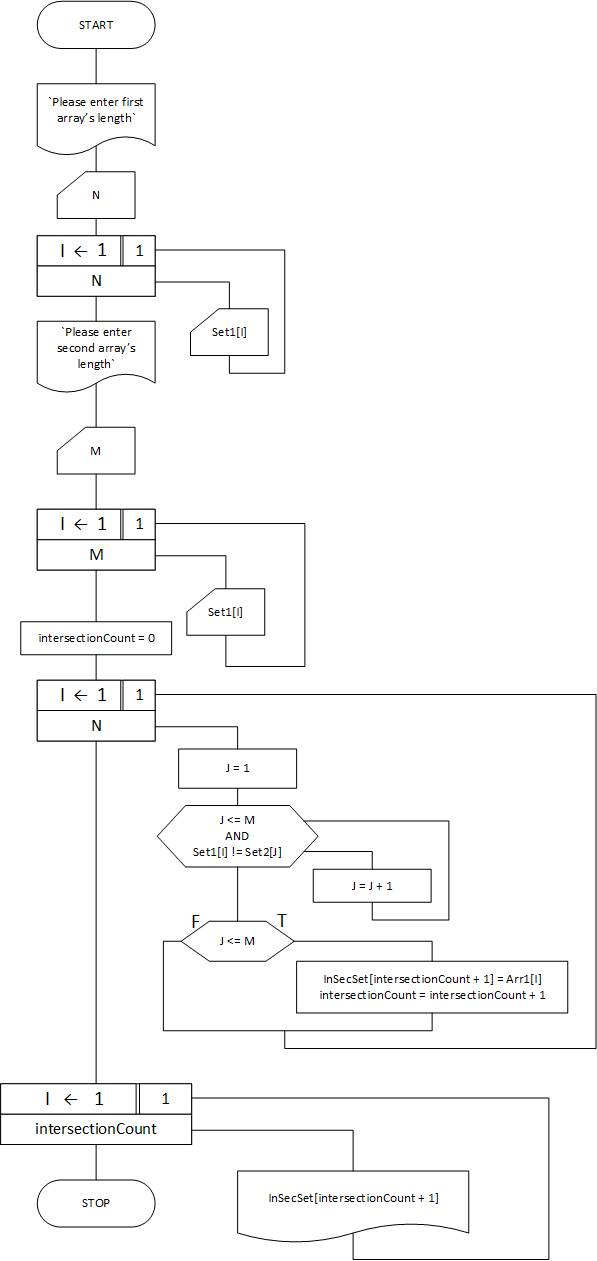 START
`Please enter first
array’s length`
N
I ← 1 1
N
Set1[I]
`Please enter
second array’s
length`
M
I ← 1 1
M
Set1[I]
intersectionCount = 0
I ← 1 1
N
J = 1
J <= M
AND
Set1[I] != Set2[J]
J = J + 1
F T
J <= M
InSecSet[intersectionCount + 1] = Arr1[I]
intersectionCount = intersectionCount + 1
I ← 1 1
intersectionCount
InSecSet[intersectionCount + 1]
STOP